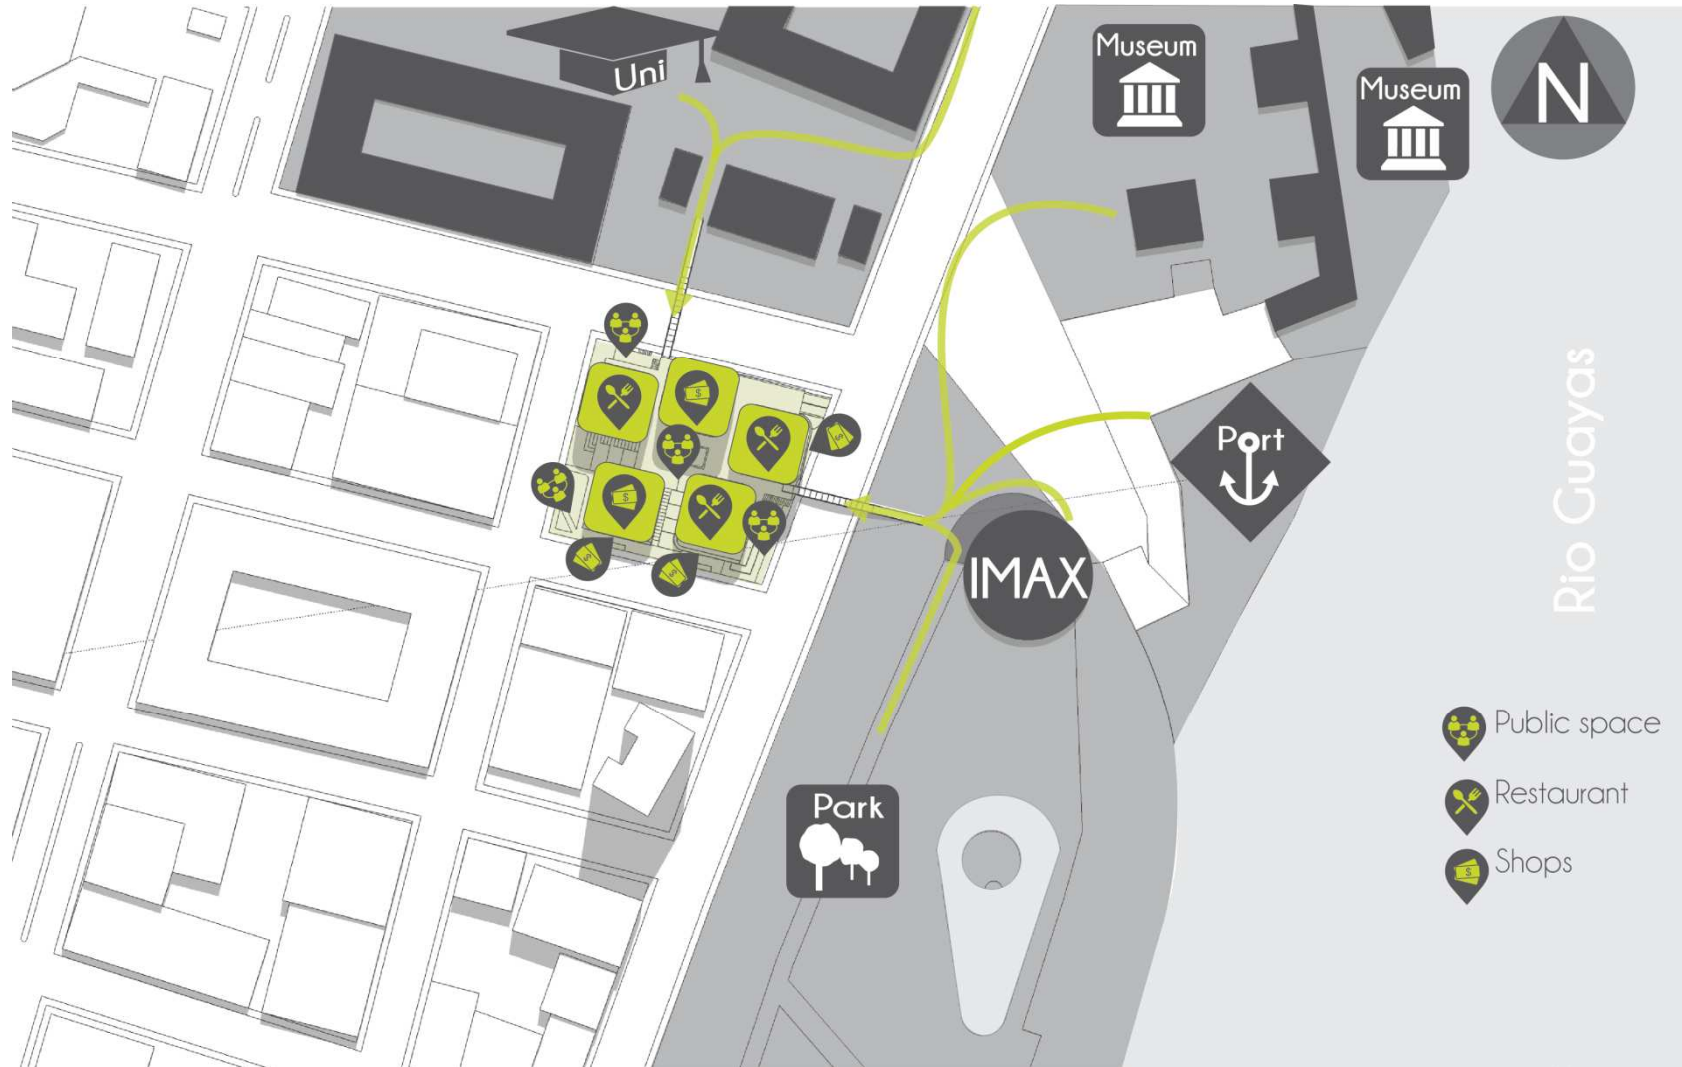 Uni
Museum
Museum
N
Port
IMAX
Rio Guayas
Park
Public space
Restaurant
Shops